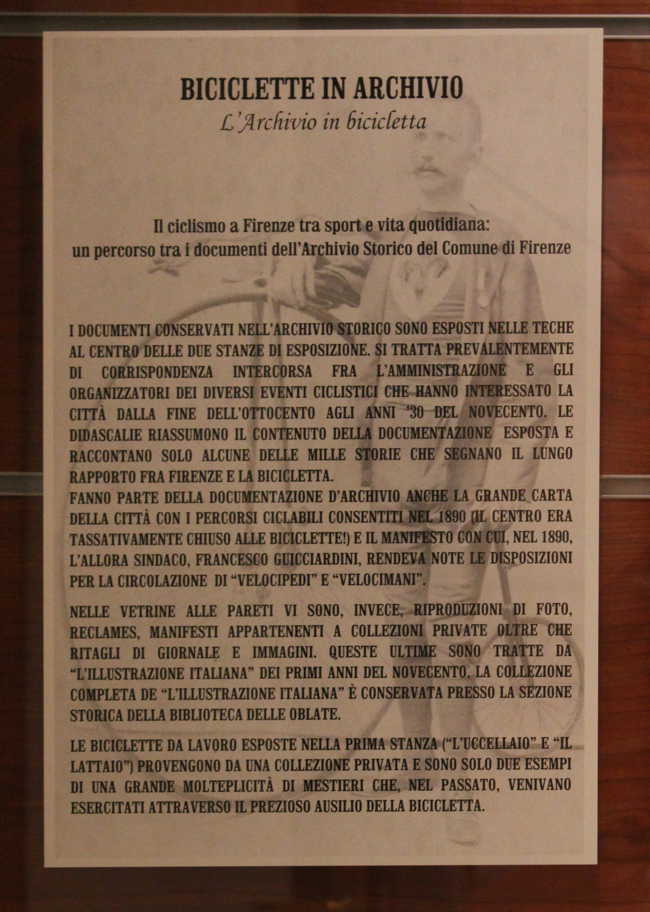 BICICLETTE IN ARCHIVIO
L'Archivio in bicicletta
Il ciclismo a Firenze tra sport e vita quotidiana:
un percorso tra i documenti dell'Archivio Storico del Comune di Firenze
I DOCUMENTI CONSERVATI NELL'ARCHIVIO STORICO SONO ESPOSTI NELLE TECHE
AL CENTRO DELLE DUE STANZE DI ESPOSIZIONE. SI TRATTA PREVALENTEMENTE
DI CORRISPONDENZA INTERCORSA FRA L'AMMINISTRAZIONE E GLI
ORGANIZZATORI DEI DIVERSI EVENTI CICLISTICI CHE HANNO INTERESSATO LA
CITTÀ DALLA FINE DELL'OTTOCENTO AGLI ANNI '30 DEL NOVECENTO. LE
DIDASCALIE RIASSUMONO IL CONTENUTO DELLA DOCUMENTAZIONE ESPOSTA E
RACCONTANO SOLO ALCUNE DELLE MILLE STORIE CHE SEGNANO IL LUNGO
RAPPORTO FRA FIRENZE E LA BICICLETTA.
FANNO PARTE DELLA DOCUMENTAZIONE D'ARCHIVIO ANCHE LA GRANDE CARTA
DELLA CITTÀ CON I PERCORSI CICLABILI CONSENTITI NEL 1890 (IL CENTRO ERA
TASSATIVAMENTE CHIUSO ALLE BICICLETTE!) E IL MANIFESTO CON CUI, NEL 1890,
L'ALLORA SINDACO, FRANCESCO GUICCIARDINI, RENDEVA NOTE LE DISPOSIZIONI
PER LA CIRCOLAZIONE DI "VELOCIPEDI" E "VELOCIMANI".
NELLE VETRINE ALLE PARETI VI SONO, INVECE, RIPRODUZIONI DI FOTO,
RECLAMES, MANIFESTI APPARTENENTI A COLLEZIONI PRIVATE OLTRE CHE
RITAGLI DI GIORNALE E IMMAGINI. QUESTE ULTIME SONO TRATTE DA
"L'ILLUSTRAZIONE ITALIANA" DEI PRIMI ANNI DEL NOVECENTO. LA COLLEZIONE
COMPLETA DE "L'ILLUSTRAZIONE ITALIANA" È CONSERVATA PRESSO LA SEZIONE
STORICA DELLA BIBLIOTECA DELLE OBLATE.
LE BICICLETTE DA LAVORO ESPOSTE NELLA PRIMA STANZA ("L'UCCELLAIO" E "IL
LATTAIO") PROVENGONO DA UNA COLLEZIONE PRIVATA E SONO SOLO DUE ESEMPI
DI UNA GRANDE MOLTEPLICITÀ DI MESTIERI CHE, NEL PASSATO, VENIVANO
ESERCITATI ATTRAVERSO IL PREZIOSO AUSILIO DELLA BICICLETTA.